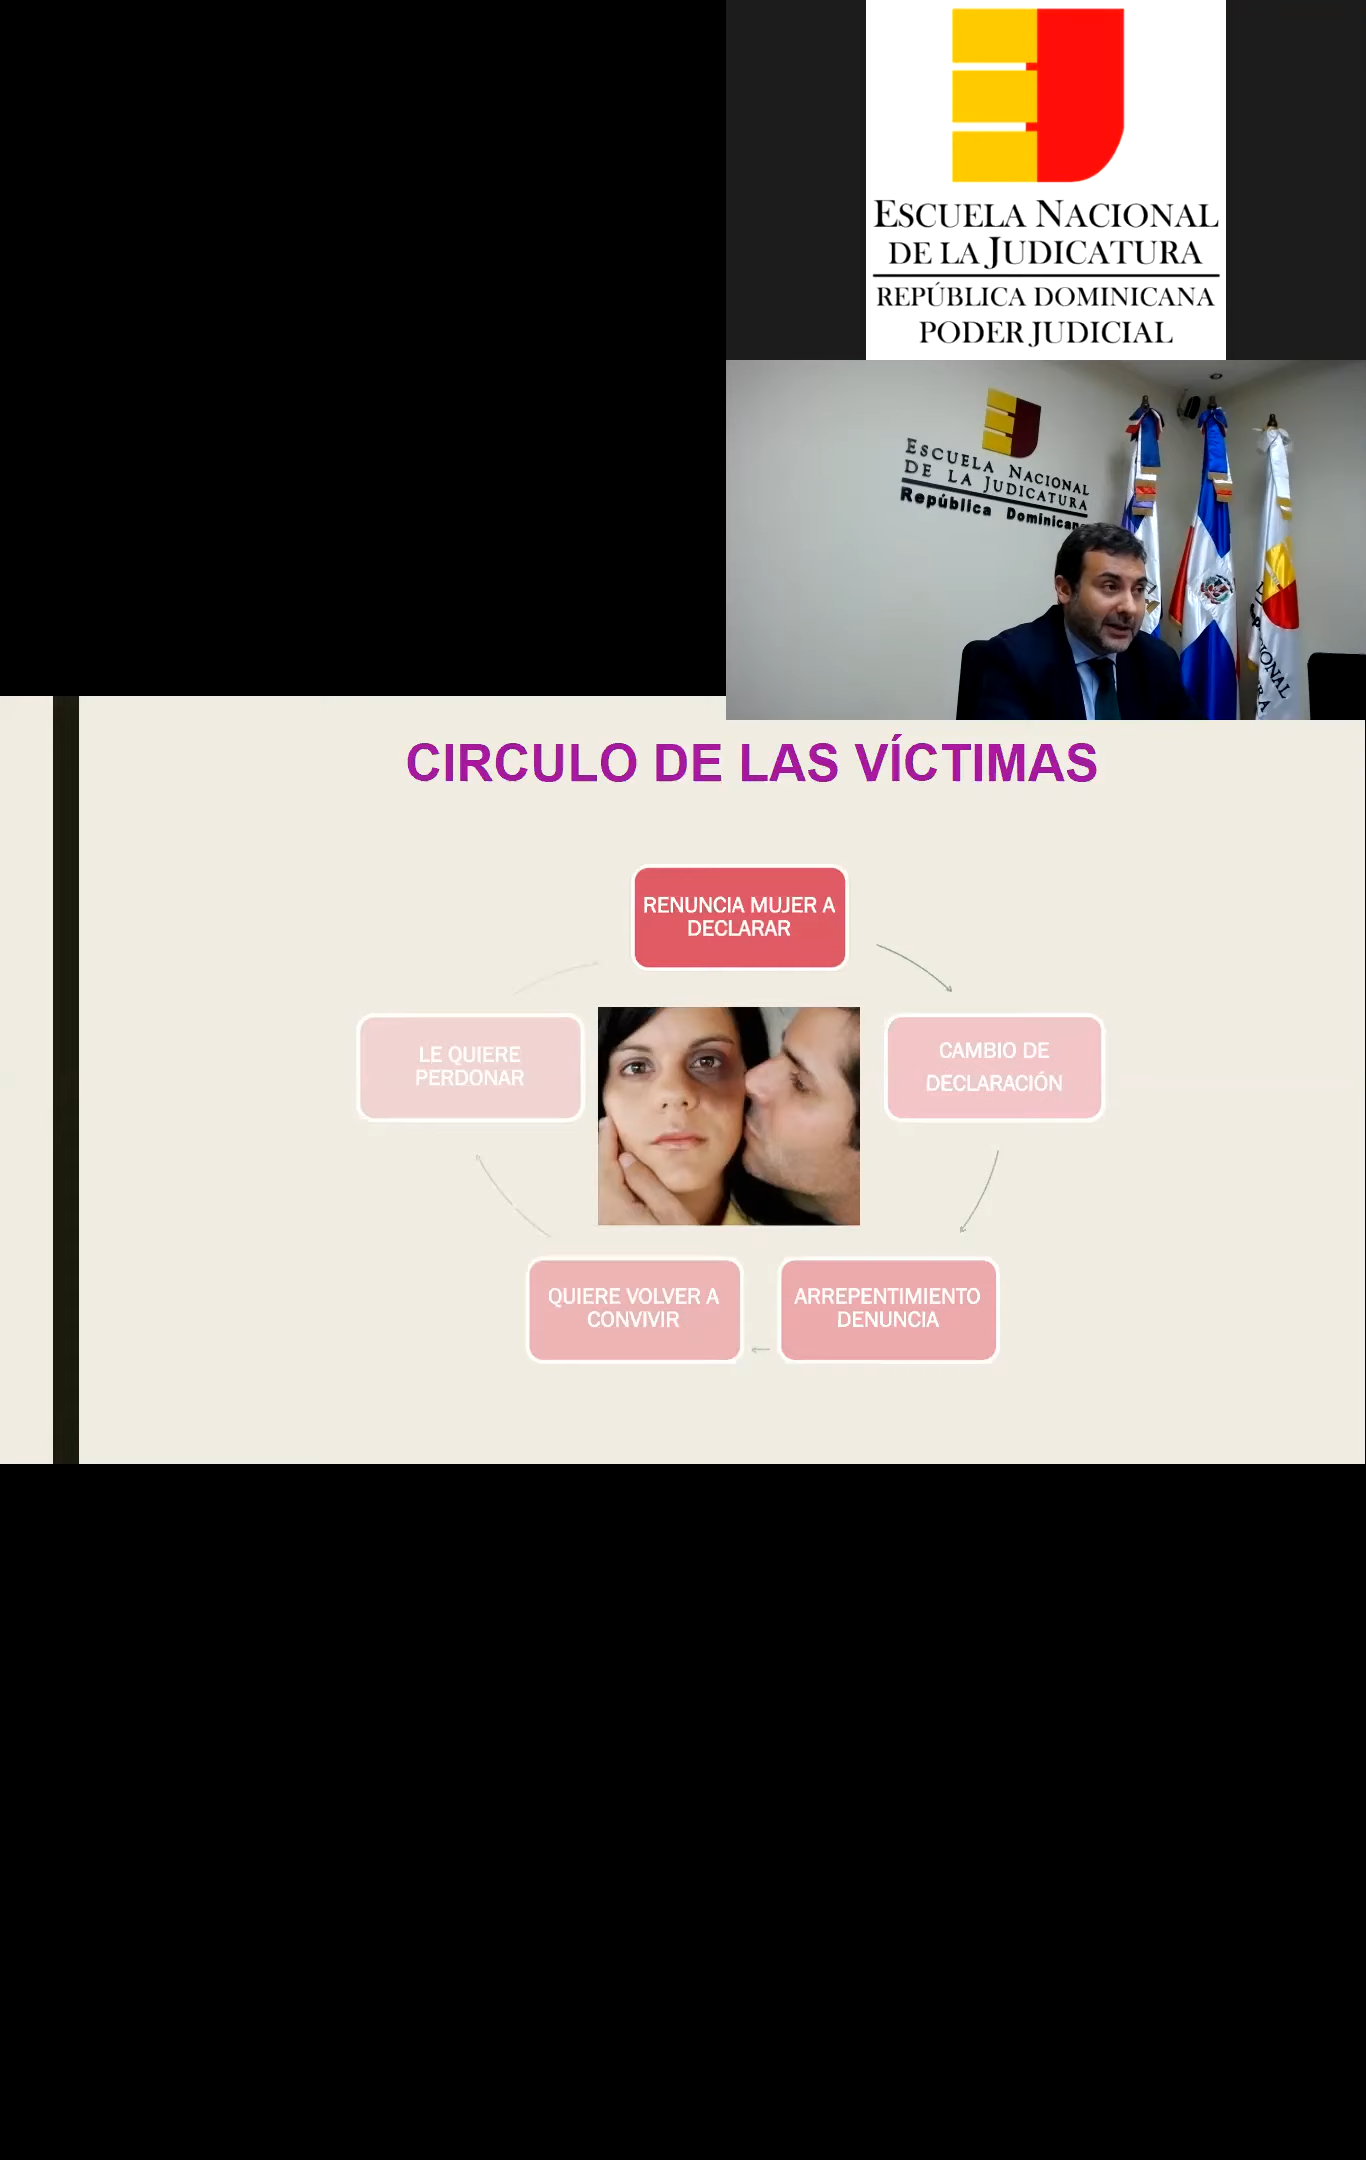 ESCUELA NACIONAL
DE LA JUDICATURA
REPÚBLICA DOMINICANA
PODER JUDICIAL
ESCUELA NACIONAL
DE LA JUDICATURA
República Dominicana
CIRCULO DE LAS VÍCTIMAS
RENUNCIA MUJER A
DECLARAR
CAMBIO DE
DECLARACIÓN
ARREPENTIMIENTO
DENUNCIA
QUIERE VOLVER A
CONVIVIR
LE QUIERE
PERDONAR